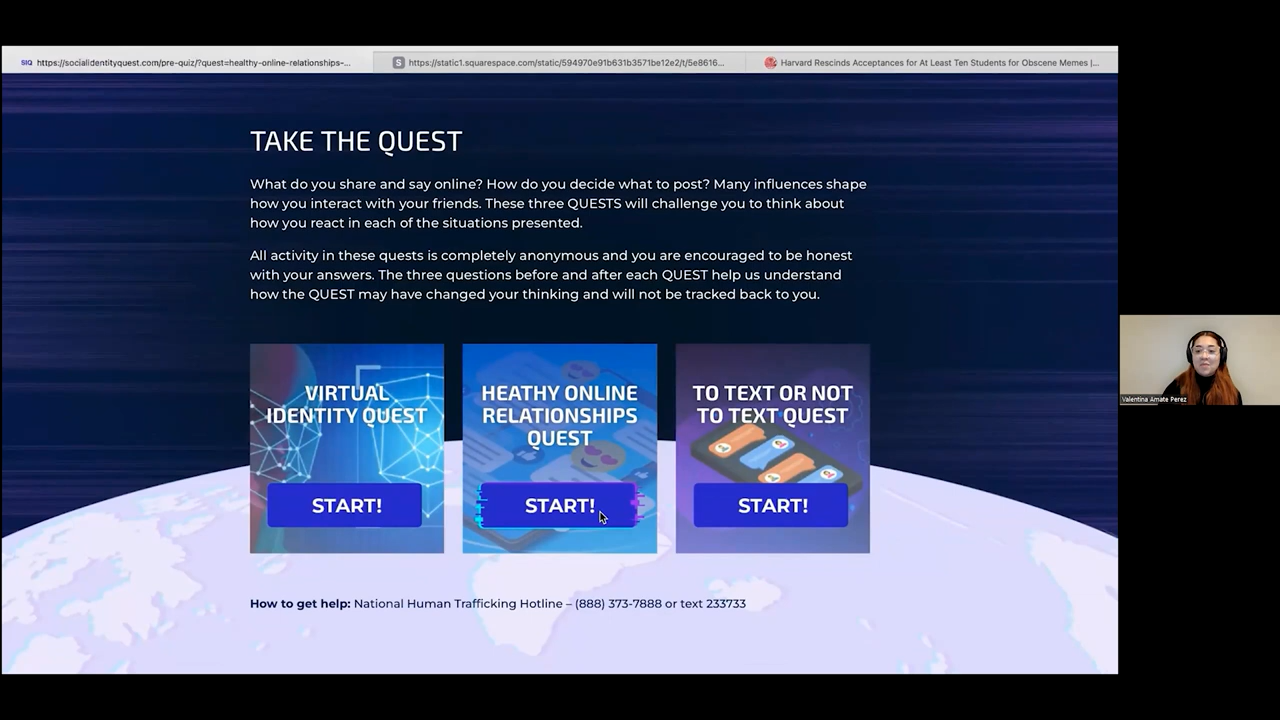 SIQ https://socialidentityquest.com/pre-quiz/?quest=healthy-online-relationships-...
S https://static1.squarespace.com/static/594970e91b631b3571be12e2/t/5e8616...
Harvard Rescinds Acceptances for At Least Ten Students for Obscene Memes |...
TAKE THE QUEST
What do you share and say online? How do you decide what to post? Many influences shape
how you interact with your friends. These three QUESTS will challenge you to think about
how you react in each of the situations presented.
All activity in these quests is completely anonymous and you are encouraged to be honest
with your answers. The three questions before and after each QUEST help us understand
how the QUEST may have changed your thinking and will not be tracked back to you.
VIRTUAL
IDENTITY QUEST
START!
HEATHY ONLINE
RELATIONSHIPS
QUEST
START!
TO TEXT OR NOT
TO TEXT QUEST
START!
How to get help: National Human Trafficking Hotline – (888) 373-7888 or text 233733
Valentina Amate Perez